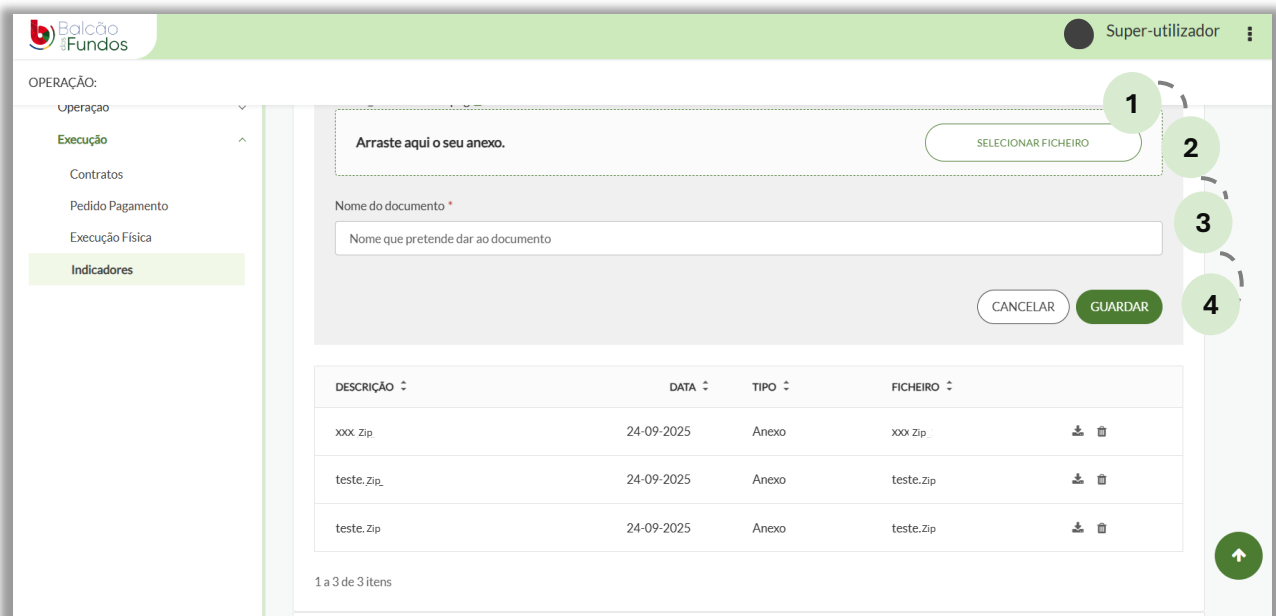 Balcão
dos Fundos
Super-utilizador
OPERAÇÃO:
Operação
Execução
Contratos
Pedido Pagamento
Execução Física
Indicadores
1
Arraste aqui o seu anexo.
SELECIONAR FICHEIRO
2
Nome do documento *
3
Nome que pretende dar ao documento
CANCELAR
GUARDAR
4
DESCRIÇÃO DATA TIPO FICHEIRO
xxx. Zip 24-09-2025 Anexo xxx Zip
teste.Zip 24-09-2025 Anexo teste.Zip
teste.Zip 24-09-2025 Anexo teste.Zip
1 a 3 de 3 itens